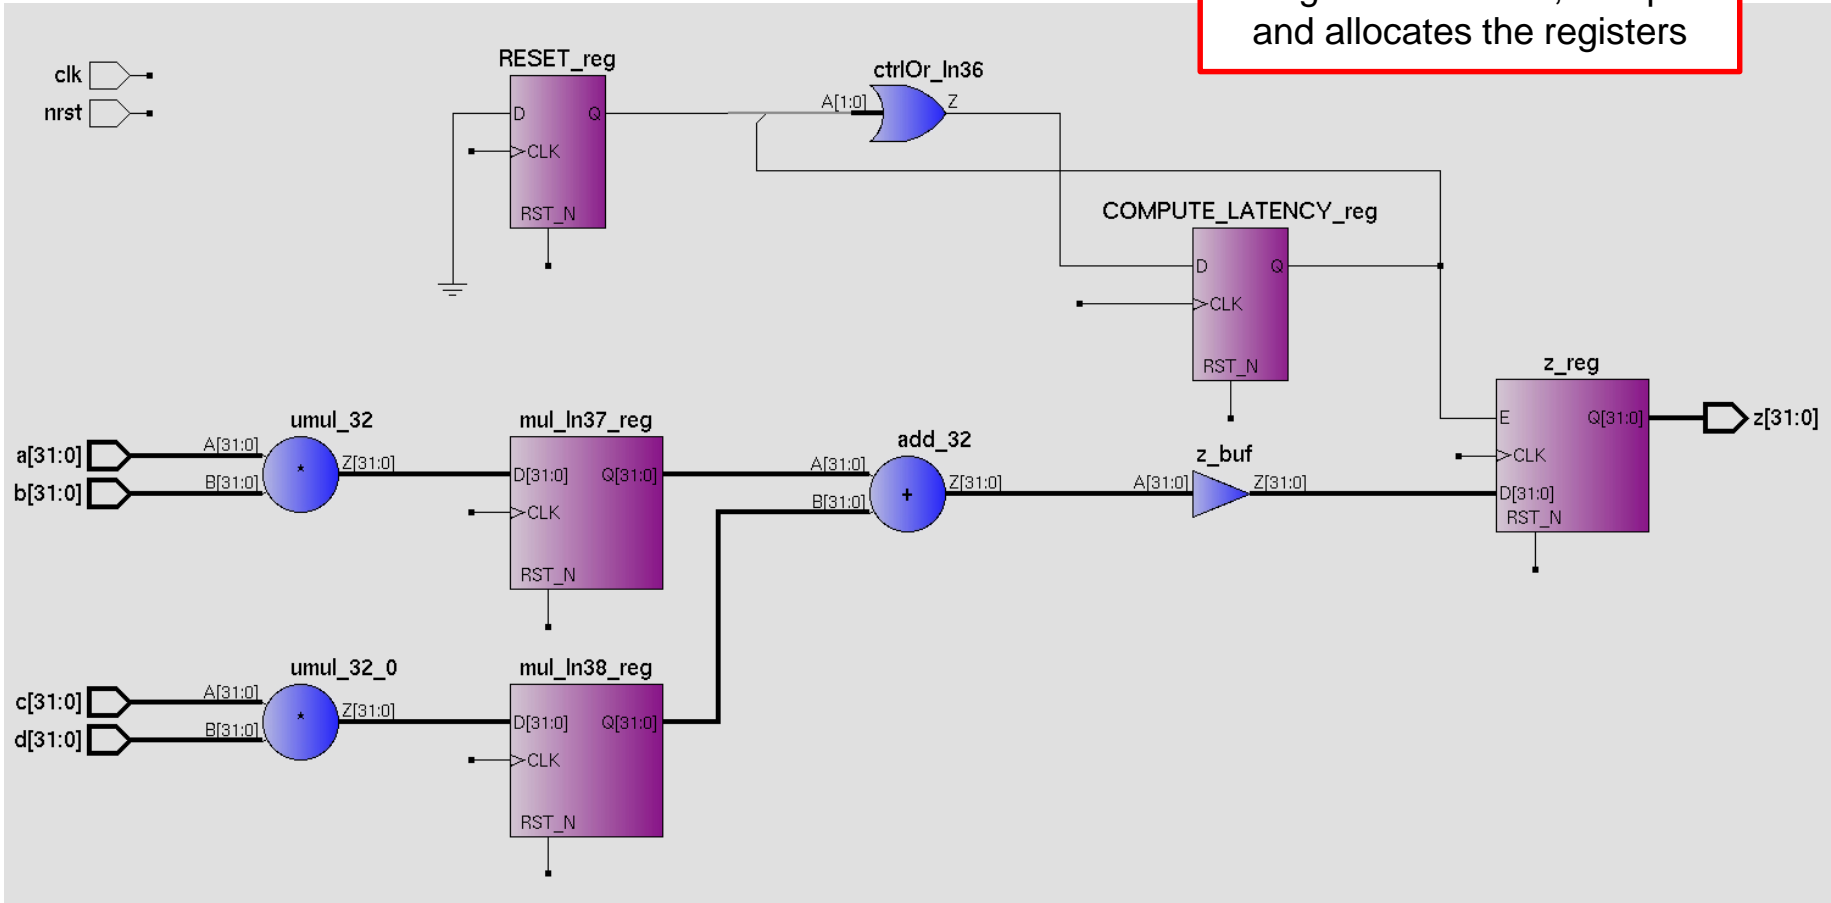 and allocates the registers
RESET_reg
ctrlOr_ln36
clk
nrst
A[1:0]
Z
D
Q
CLK
RST_N
COMPUTE_LATENCY_reg
D
Q
CLK
RST_N
z_reg
E
Q[31:0]
z[31:0]
CLK
D[31:0]
RST_N
umul_32
a[31:0]
A[31:0]
b[31:0]
B[31:0]
*
Z[31:0]
mul_ln37_reg
D[31:0]
Q[31:0]
CLK
RST_N
add_32
A[31:0]
B[31:0]
+
Z[31:0]
z_buf
A[31:0]
Z[31:0]
umul_32_0
c[31:0]
A[31:0]
d[31:0]
B[31:0]
*
Z[31:0]
mul_ln38_reg
D[31:0]
Q[31:0]
CLK
RST_N